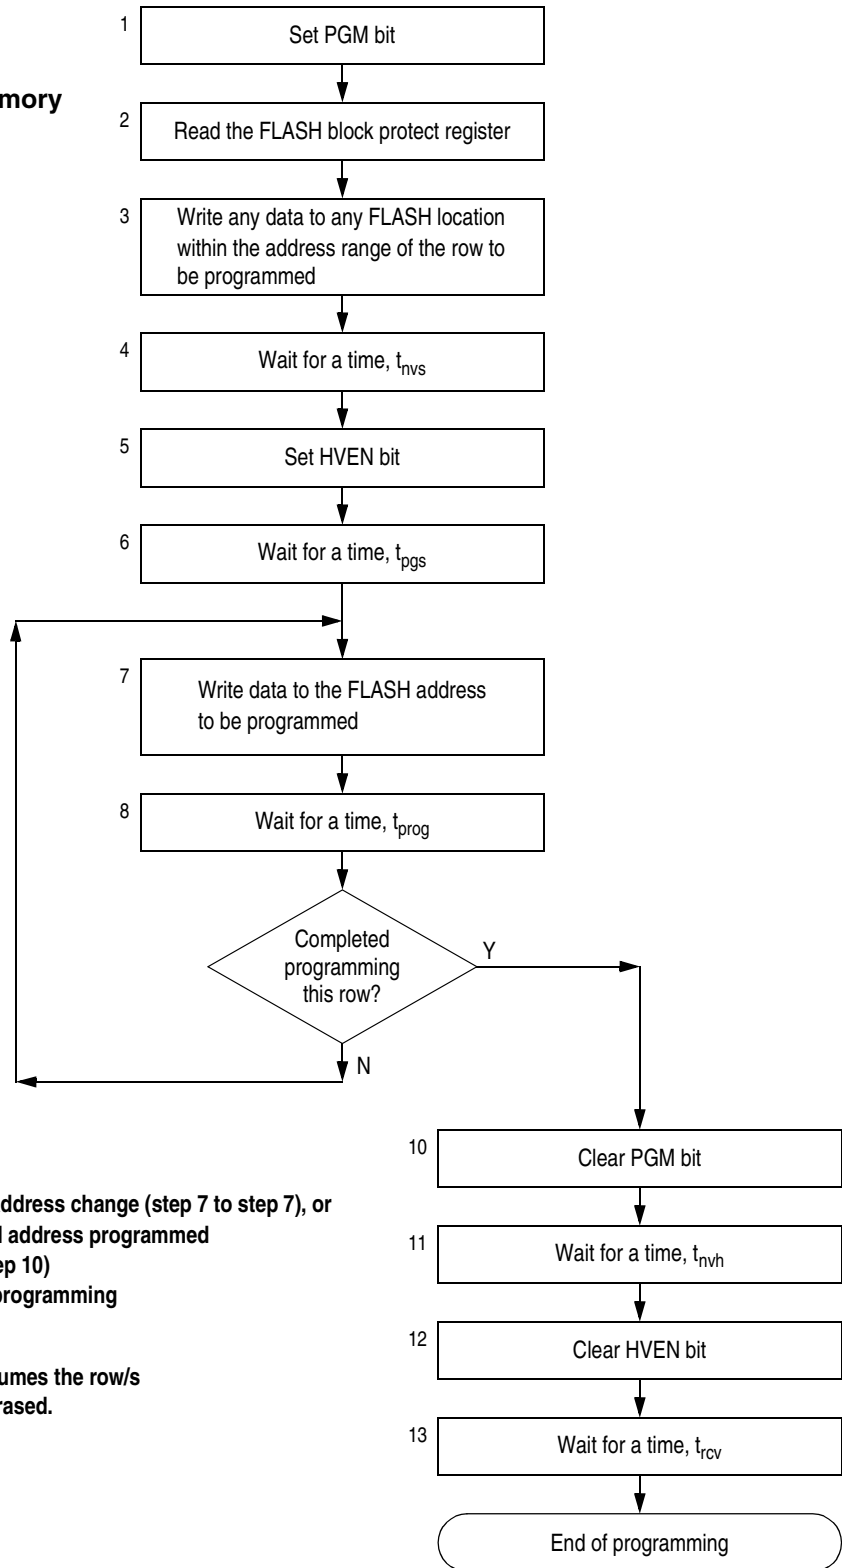 1
Set PGM bit
mory
2
Read the FLASH block protect register
3
Write any data to any FLASH location
within the address range of the row to
be programmed
4
Wait for a time, tnvs
5
Set HVEN bit
6
Wait for a time, tpgs
7
Write data to the FLASH address
to be programmed
8
Wait for a time, tprog
Completed
programming
this row?
Y
N
10
Clear PGM bit
ddress change (step 7 to step 7), or
address programmed
ep 10)
programming
11
Wait for a time, tnvh
12
Clear HVEN bit
umes the row/s
rased.
13
Wait for a time, trcv
End of programming